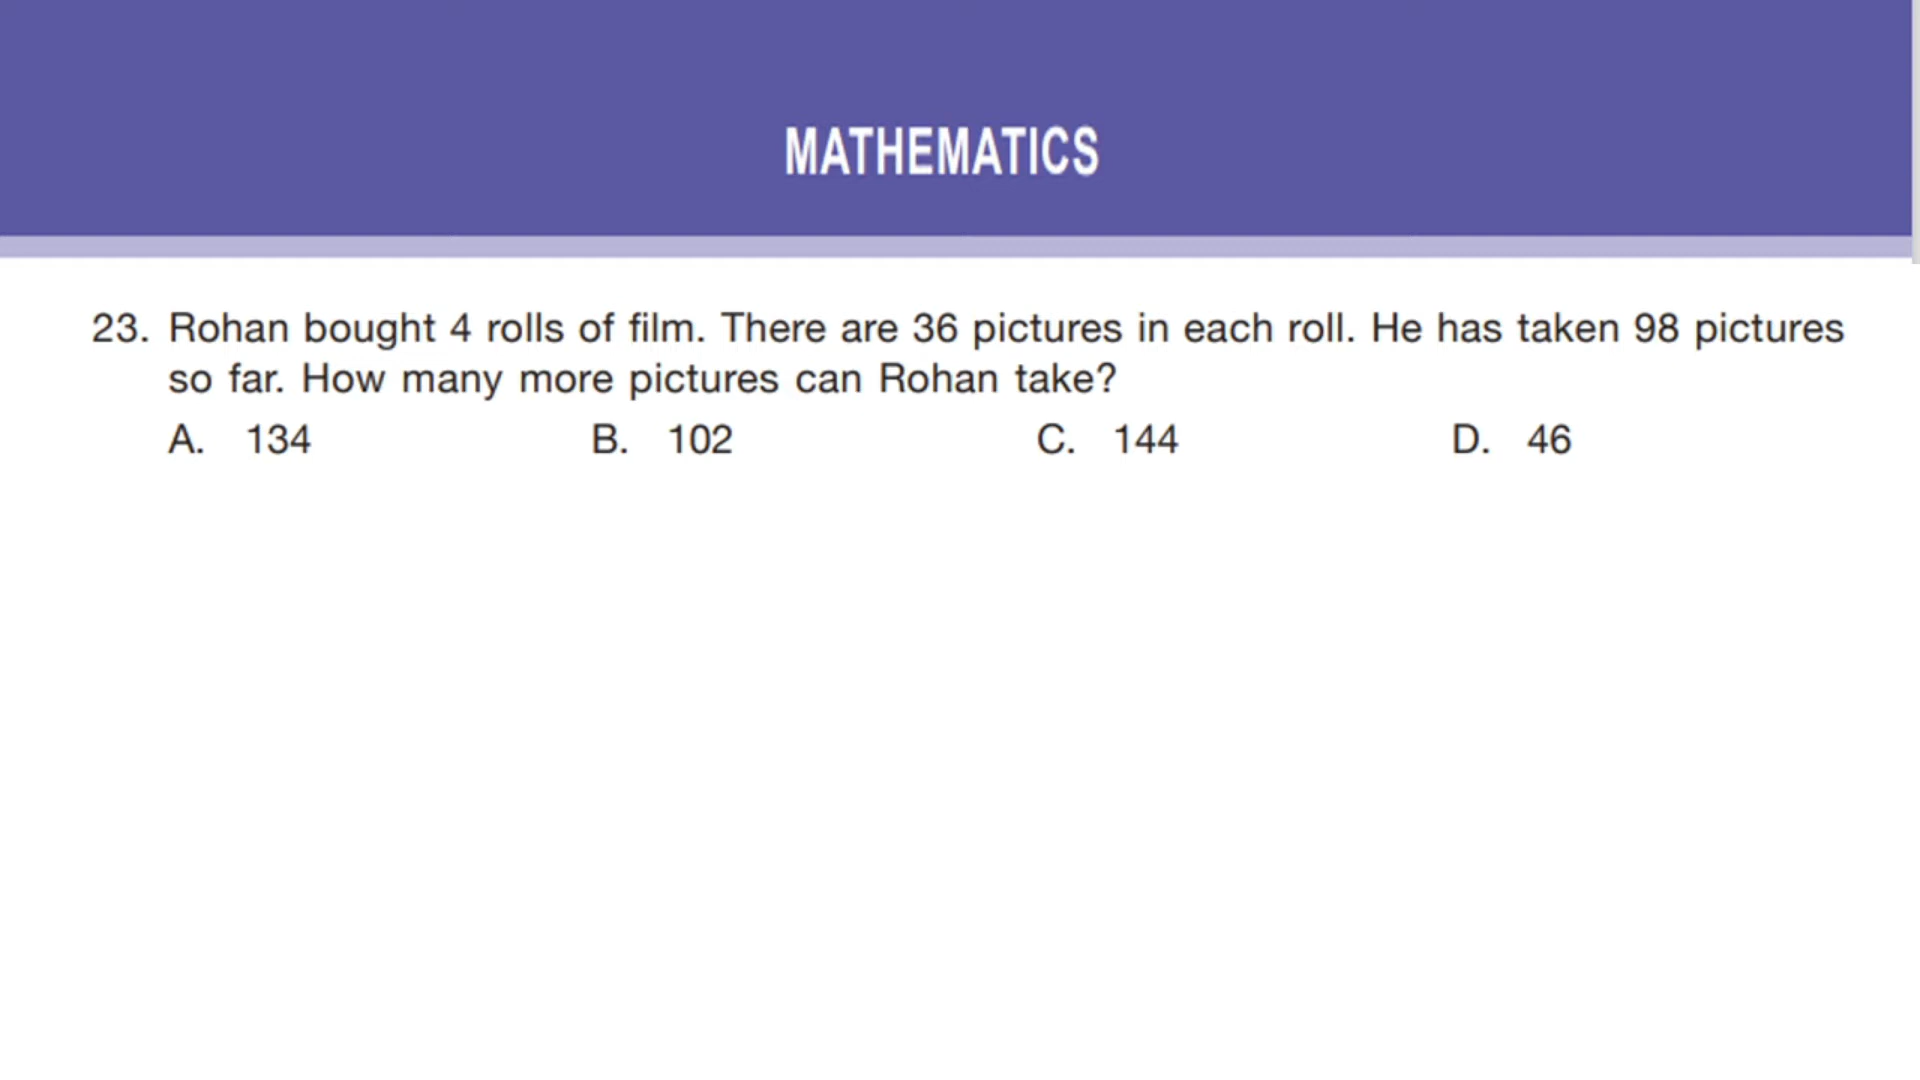 MATHEMATICS
23. Rohan bought 4 rolls of film. There are 36 pictures in each roll. He has taken 98 pictures
so far. How many more pictures can Rohan take?
A. 134 B. 102 C. 144 D. 46